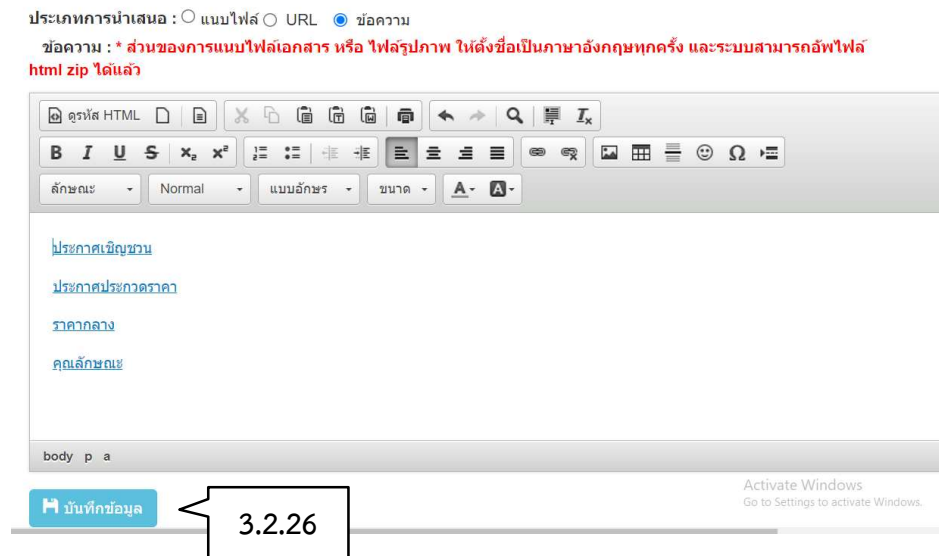 ประเภทการนำเสนอ : แนบไฟล์ URL ข้อความ
ข้อความ : * ส่วนของการแนบไฟล์เอกสาร หรือ ไฟล์รูปภาพ ให้ตั้งชื่อเป็นภาษาอังกฤษทุกครั้ง และระบบสามารถอัพไฟล์
html zip ได้แล้ว
ดูรหัส HTML
B I U S x₂ x²
ลักษณะ Normal แบบอักษร ขนาด A A
ประกาศเชิญชวน
ประกาศประกวดราคา
ราคากลาง
คุณลักษณะ
body p a
Activate Windows
Go to Settings to activate Windows.
บันทึกข้อมูล
3.2.26